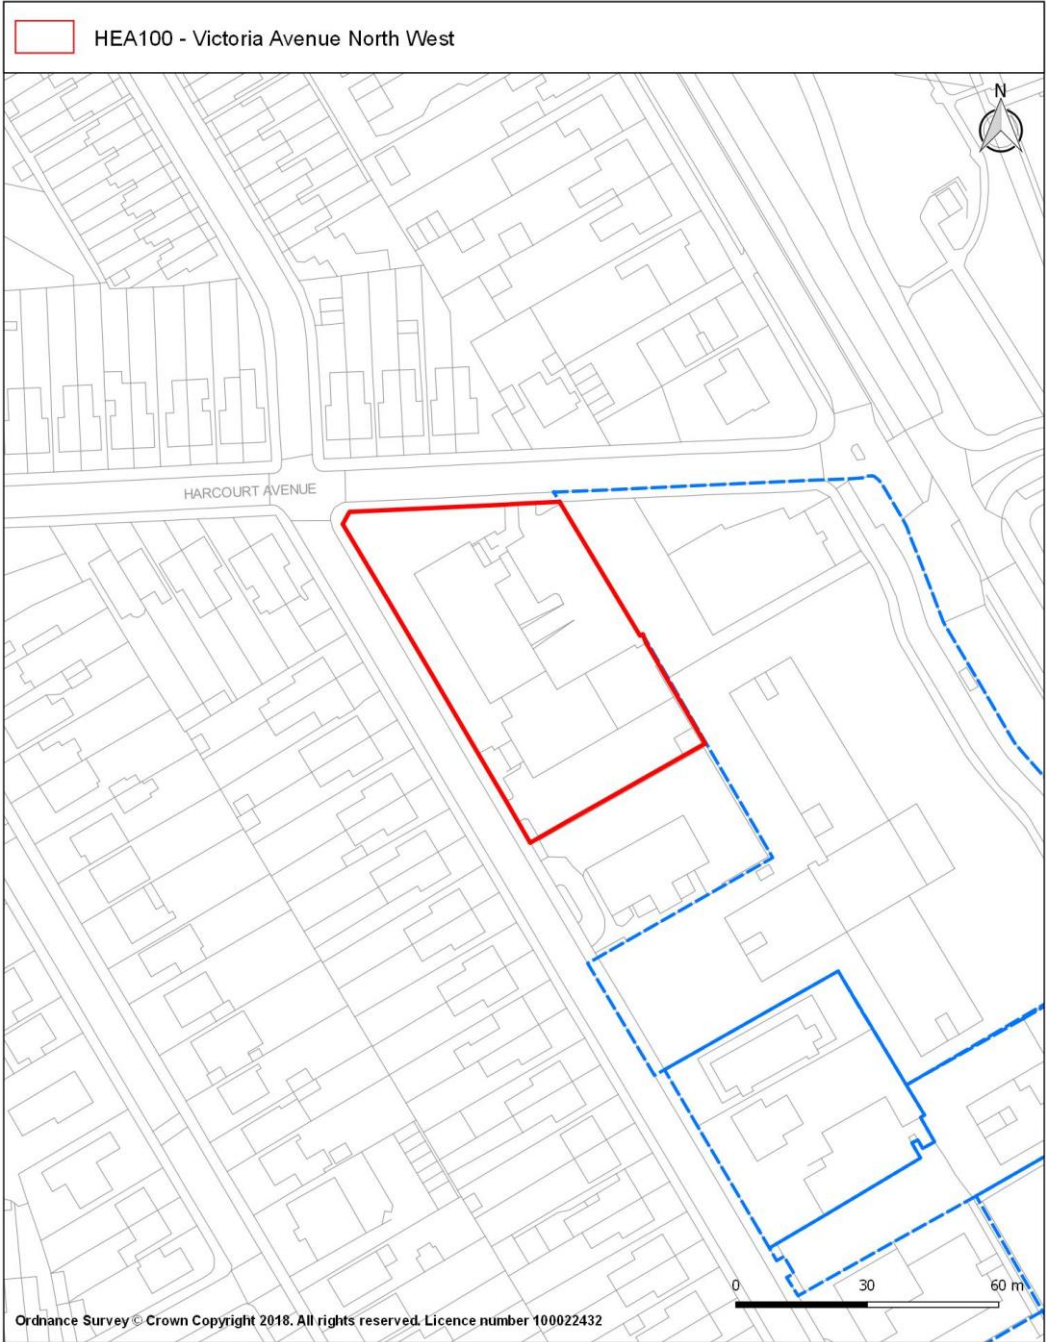 HEA100 - Victoria Avenue North West
N
HARCOURT AVENUE
0 30 60 m
Ordnance Survey © Crown Copyright 2018. All rights reserved. Licence number 100022432